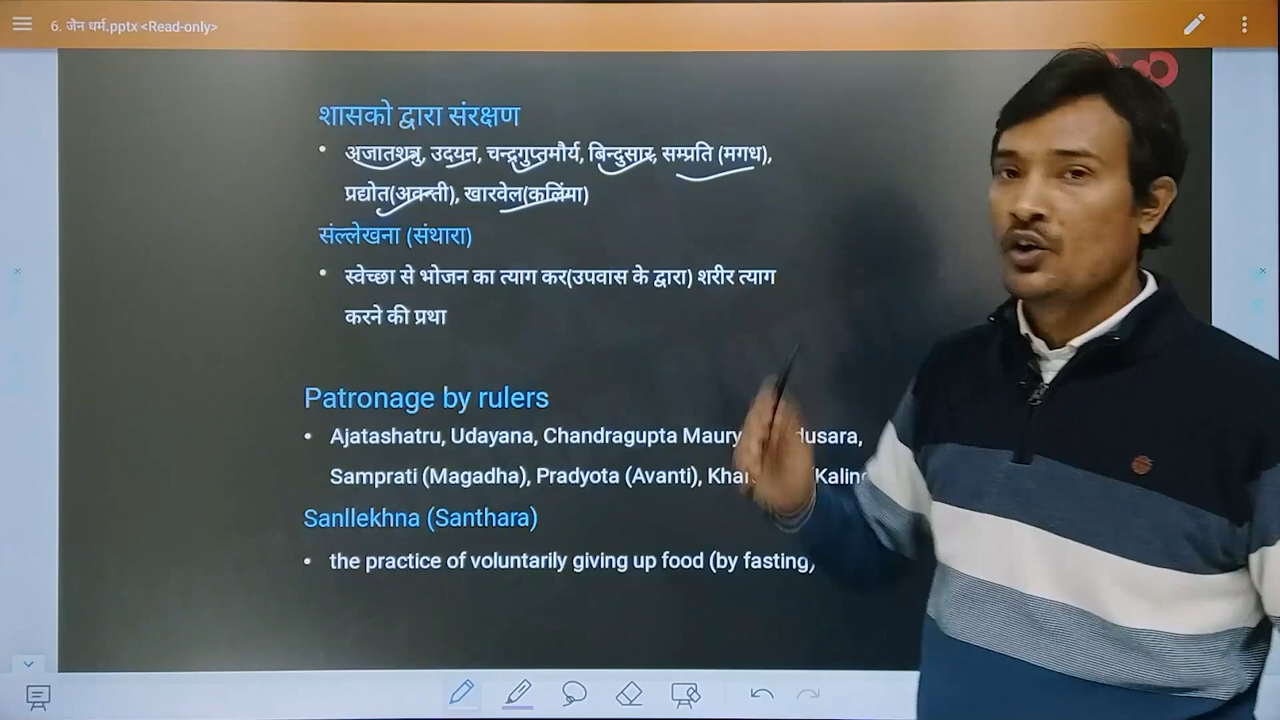 6. जैन धर्म.pptx <Read-only>
शासको द्वारा संरक्षण
• अजातशत्रु, उदयन, चन्द्रगुप्तमौर्य, बिन्दुसार, सम्प्रति (मगध),
प्रद्योत(अवन्ती), खारवेल(कलिंगा)
संल्लेखना (संथारा)
• स्वेच्छा से भोजन का त्याग कर(उपवास के द्वारा) शरीर त्याग
करने की प्रथा
Patronage by rulers
• Ajatashatru, Udayana, Chandragupta
Samprati (Magadha), Pradyota (Avanti),
Sanllekhna (Santhara)
• the practice of voluntarily giving up food (by fasting)